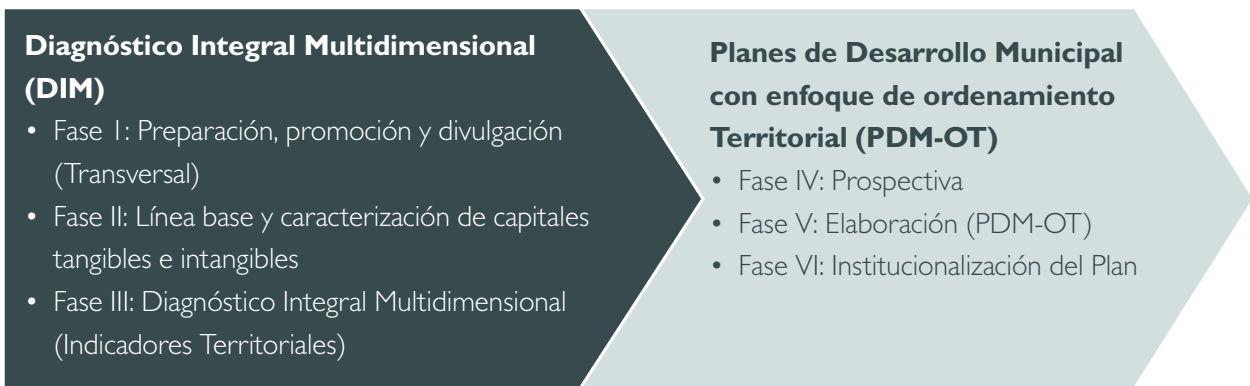 Diagnóstico Integral Multidimensional
(DIM)
• Fase I: Preparación, promoción y divulgación
(Transversal)
• Fase II: Línea base y caracterización de capitales
tangibles e intangibles
• Fase III: Diagnóstico Integral Multidimensional
(Indicadores Territoriales)
Planes de Desarrollo Municipal
con enfoque de ordenamiento
Territorial (PDM-OT)
• Fase IV: Prospectiva
• Fase V: Elaboración (PDM-OT)
• Fase VI: Institucionalización del Plan